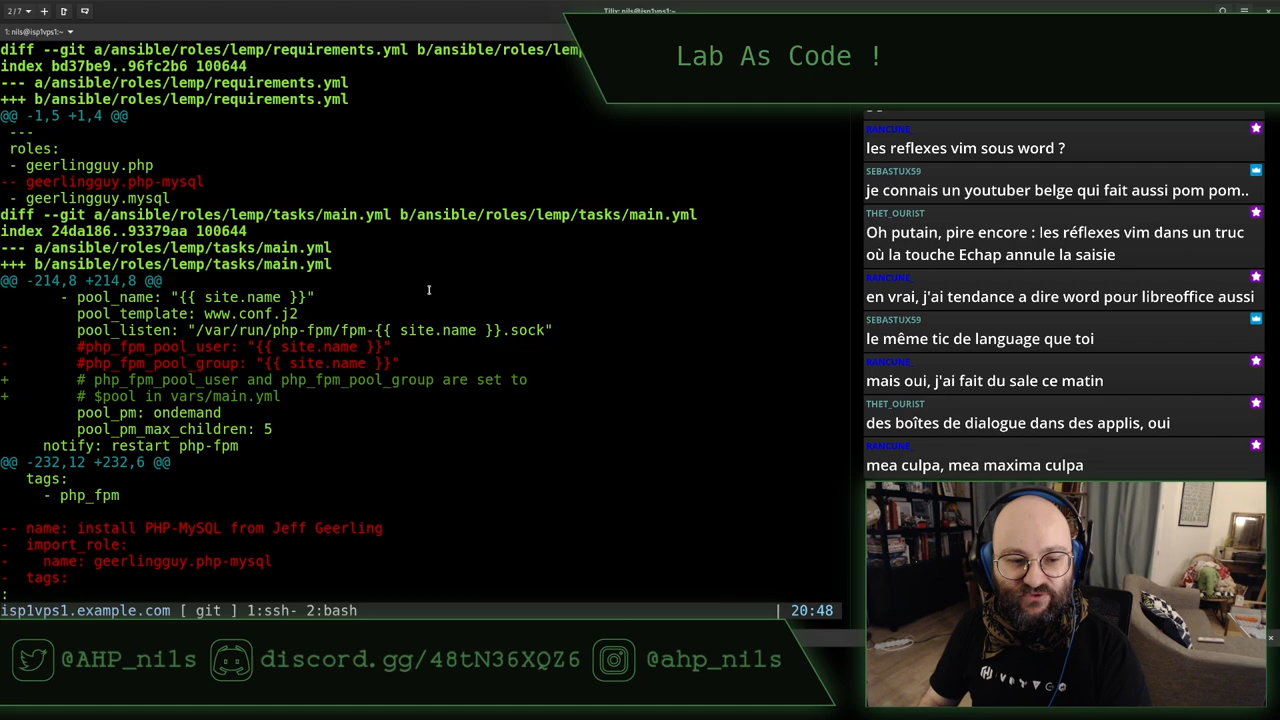 2/7
Tilix: nils@isp1vps1:~
1: nils@isp1vps1:~
diff --git a/ansible/roles/lemp/requirements.yml b/ansible/roles/lemp
index bd37be9..96fc2b6 100644
--- a/ansible/roles/lemp/requirements.yml
+++ b/ansible/roles/lemp/requirements.yml
@@ -1,5 +1,4 @@
 ---
 roles:
 - geerlingguy.php
-- geerlingguy.php-mysql
 - geerlingguy.mysql
diff --git a/ansible/roles/lemp/tasks/main.yml b/ansible/roles/lemp/tasks/main.yml
index 24da186..93379aa 100644
--- a/ansible/roles/lemp/tasks/main.yml
+++ b/ansible/roles/lemp/tasks/main.yml
@@ -214,8 +214,8 @@
       - pool_name: "{{ site.name }}"
         pool_template: www.conf.j2
         pool_listen: "/var/run/php-fpm/fpm-{{ site.name }}.sock"
-        #php_fpm_pool_user: "{{ site.name }}"
-        #php_fpm_pool_group: "{{ site.name }}"
+        # php_fpm_pool_user and php_fpm_pool_group are set to
+        # $pool in vars/main.yml
         pool_pm: ondemand
         pool_pm_max_children: 5
     notify: restart php-fpm
@@ -232,12 +232,6 @@
   tags:
     - php_fpm
-- name: install PHP-MySQL from Jeff Geerling
-  import_role:
-    name: geerlingguy.php-mysql
-  tags:
:
isp1vps1.example.com [ git ] 1:ssh- 2:bash | 20:48
Lab As Code !
RANCUNE_
les reflexes vim sous word ?
SEBASTUX59
je connais un youtuber belge qui fait aussi pom pom..
THET_OURIST
Oh putain, pire encore : les réflexes vim dans un truc
où la touche Echap annule la saisie
RANCUNE_
en vrai, j'ai tendance a dire word pour libreoffice aussi
SEBASTUX59
le même tic de language que toi
RANCUNE_
mais oui, j'ai fait du sale ce matin
THET_OURIST
des boîtes de dialogue dans des applis, oui
RANCUNE_
mea culpa, mea maxima culpa
@AHP_nils discord.gg/48tN36XQZ6 @ahp_nils